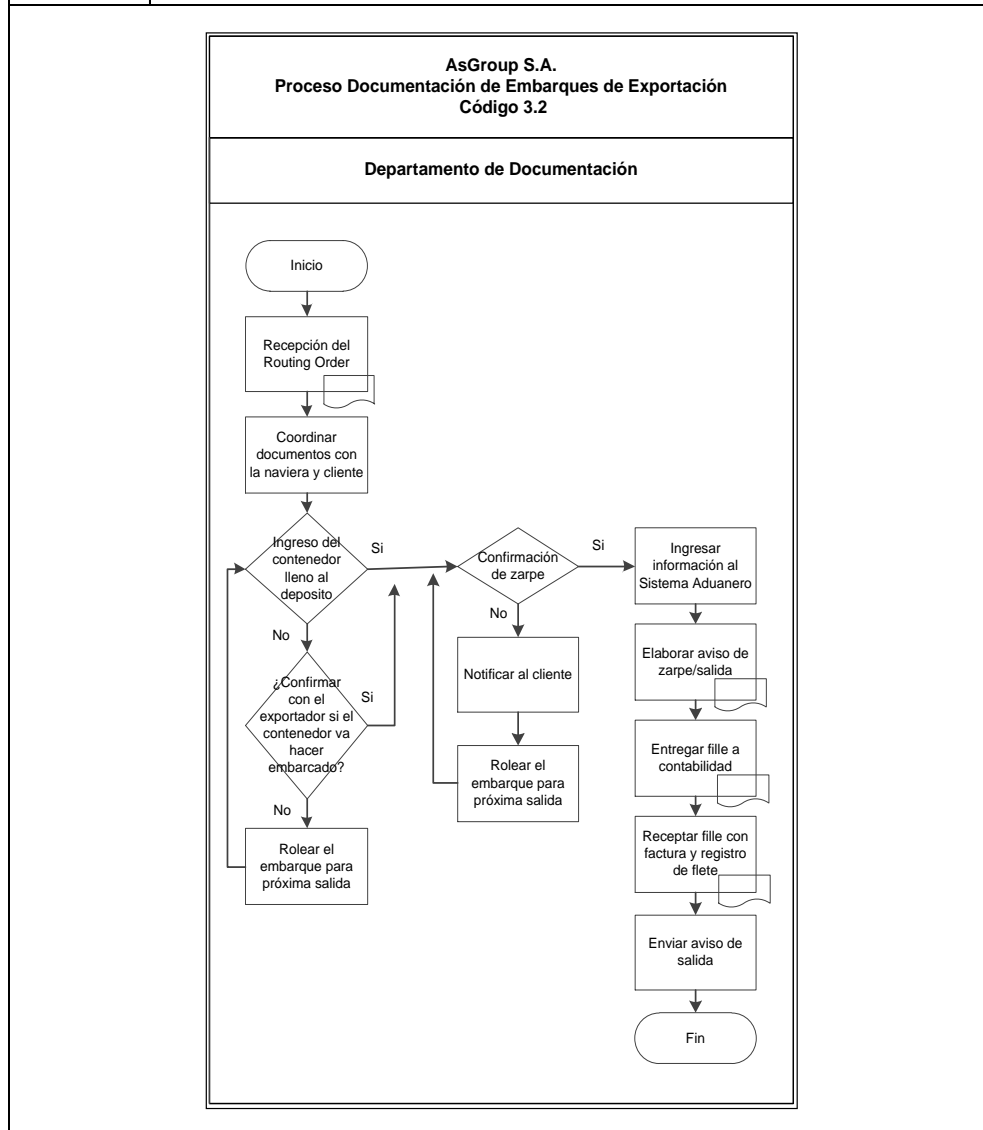 AsGroup S.A.
Proceso Documentación de Embarques de Exportación
Código 3.2
Departamento de Documentación
Inicio
Recepción del
Routing Order
Coordinar
documentos con
la naviera y cliente
Ingreso del
contenedor
lleno al
deposito
Si
No
¿Confirmar
con el
exportador si el
contenedor va
hacer
embarcado?
Si
No
Rolear el
embarque para
próxima salida
Confirmación
de zarpe
Si
No
Notificar al cliente
Rolear el
embarque para
próxima salida
Ingresar
información al
Sistema Aduanero
Elaborar aviso de
zarpe/salida
Entregar fille a
contabilidad
Receptar fille con
factura y registro
de flete
Enviar aviso de
salida
Fin